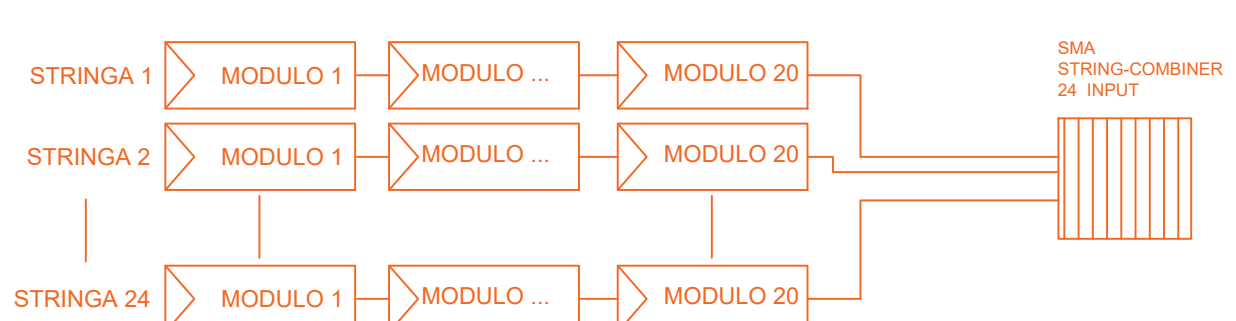 SMA
STRING-COMBINER
24 INPUT
STRINGA 1 MODULO 1 MODULO ... MODULO 20
STRINGA 2 MODULO 1 MODULO ... MODULO 20
STRINGA 24 MODULO 1 MODULO ... MODULO 20